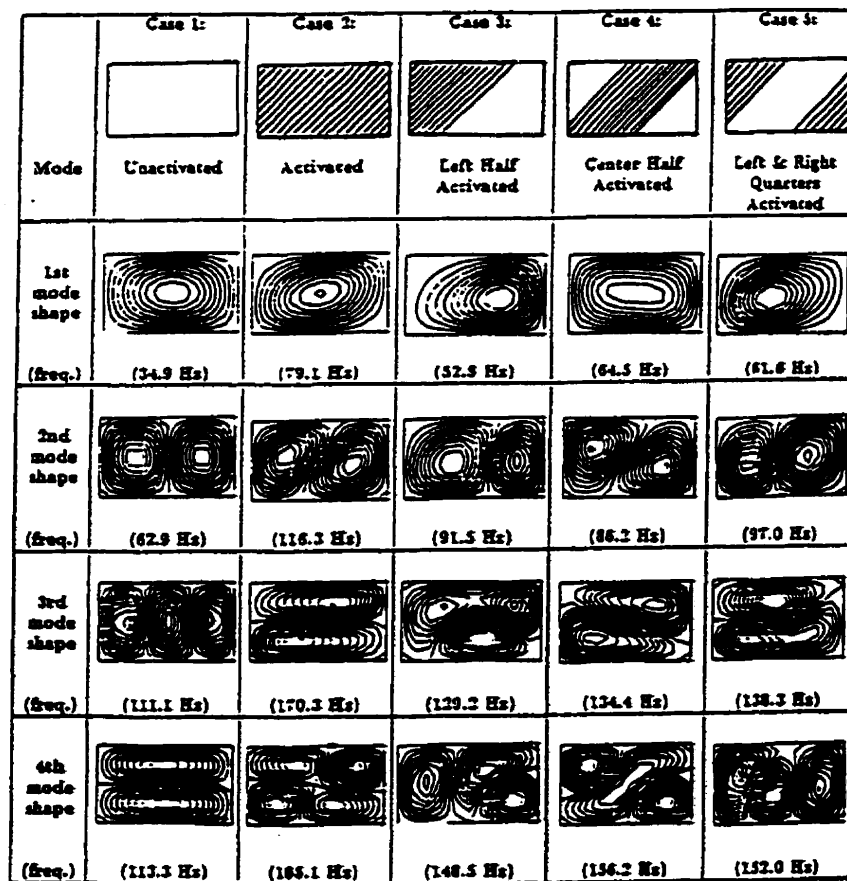 Case 1: Case 2: Case 3: Case 4: Case 5:
Mode Unactivated Activated Left Half Activated Center Half Activated Left & Right Quarters Activated
1st mode shape
(freq.) (34.9 Hz) (79.1 Hz) (52.5 Hz) (64.5 Hz) (61.6 Hz)
2nd mode shape
(freq.) (62.9 Hz) (116.3 Hz) (91.5 Hz) (86.2 Hz) (97.0 Hz)
3rd mode shape
(freq.) (111.1 Hz) (170.3 Hz) (129.2 Hz) (134.4 Hz) (138.3 Hz)
4th mode shape
(freq.) (113.3 Hz) (185.1 Hz) (148.5 Hz) (156.2 Hz) (152.0 Hz)